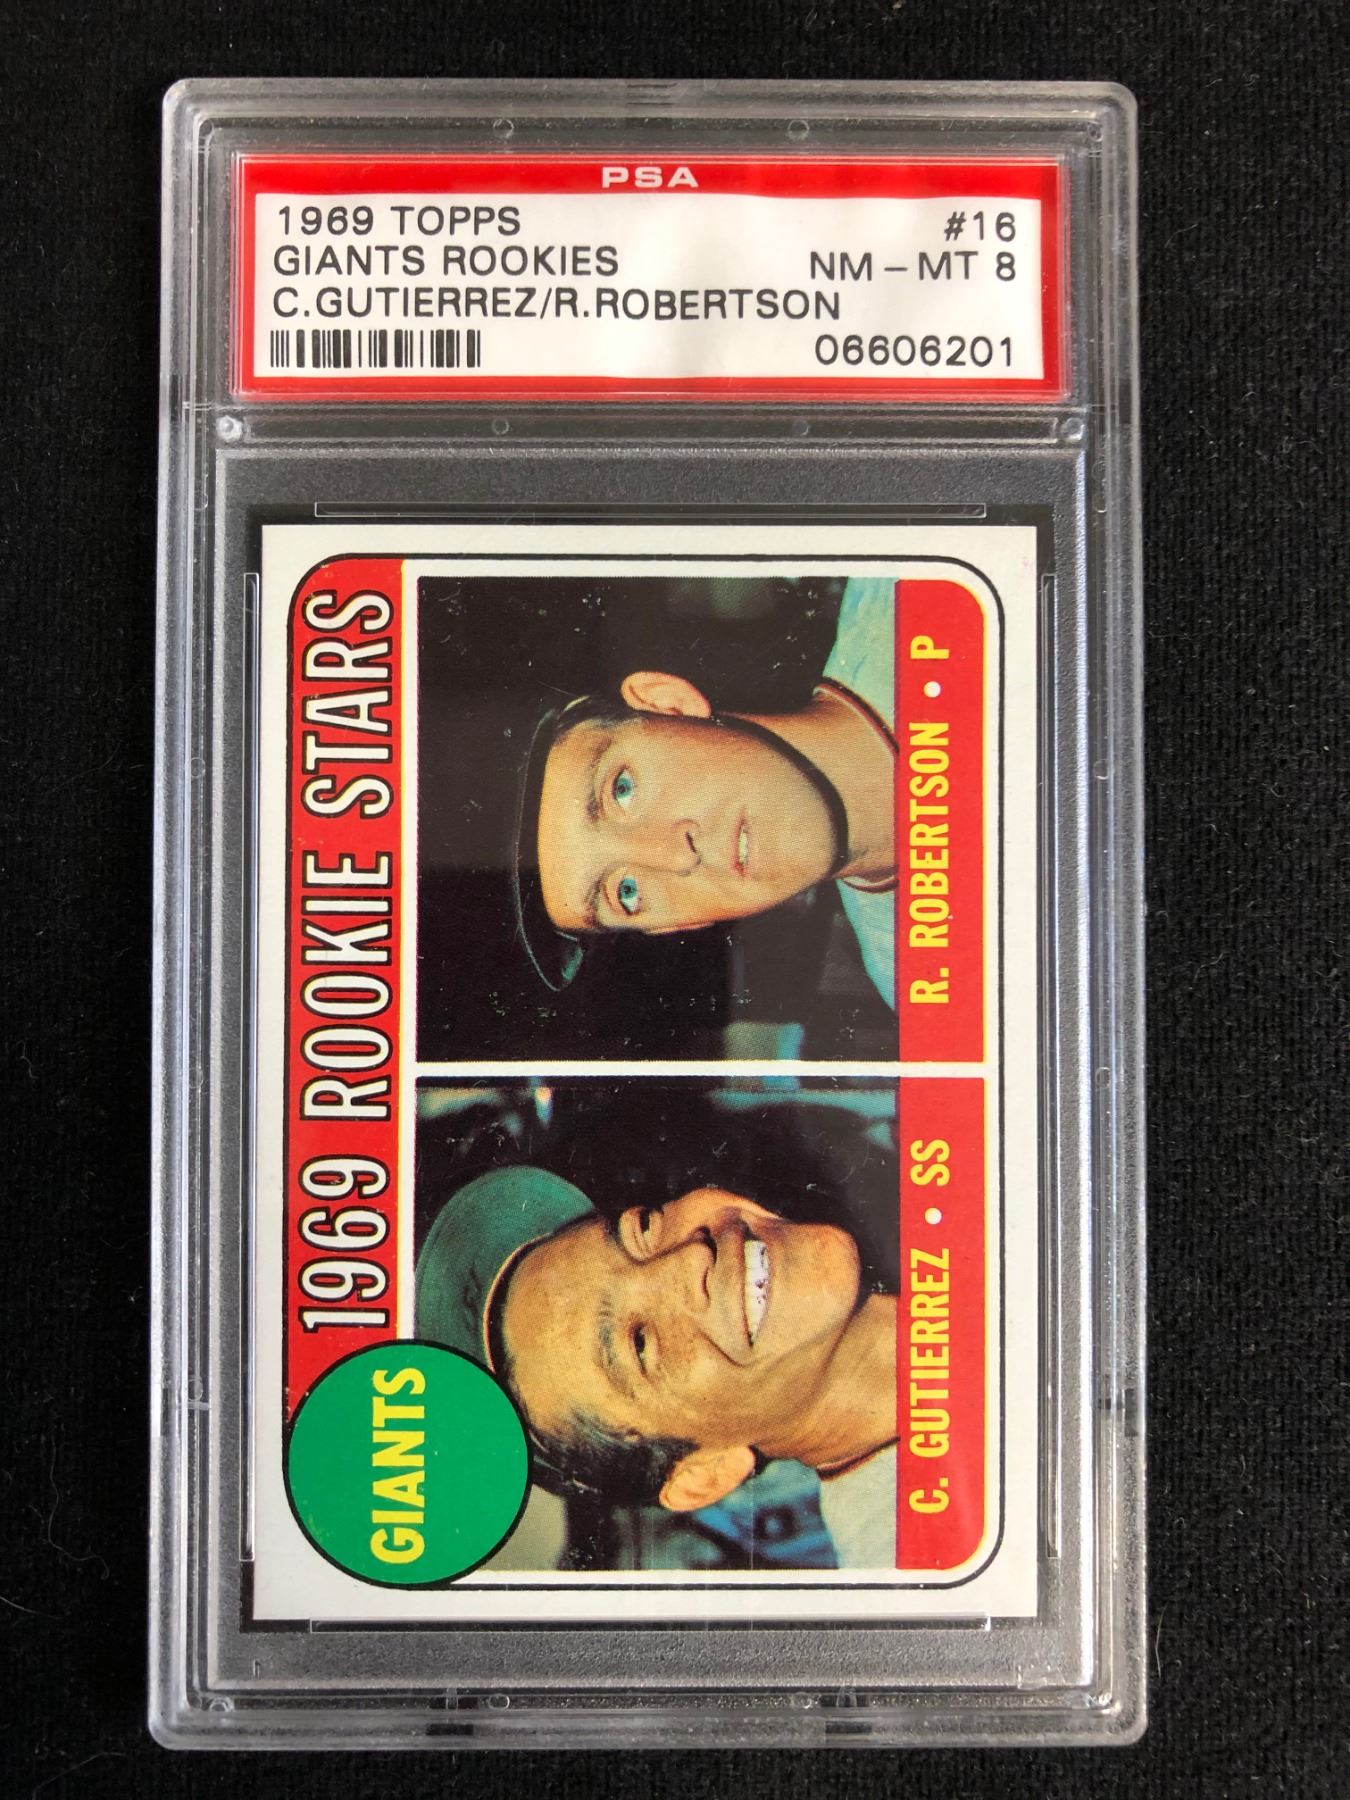 PSA
1969 TOPPS #16
GIANTS ROOKIES NM - MT 8
C.GUTIERREZ/R.ROBERTSON
06606201
1969 ROOKIE STARS
GIANTS
C. GUTIERREZ • SS
R. ROBERTSON • P